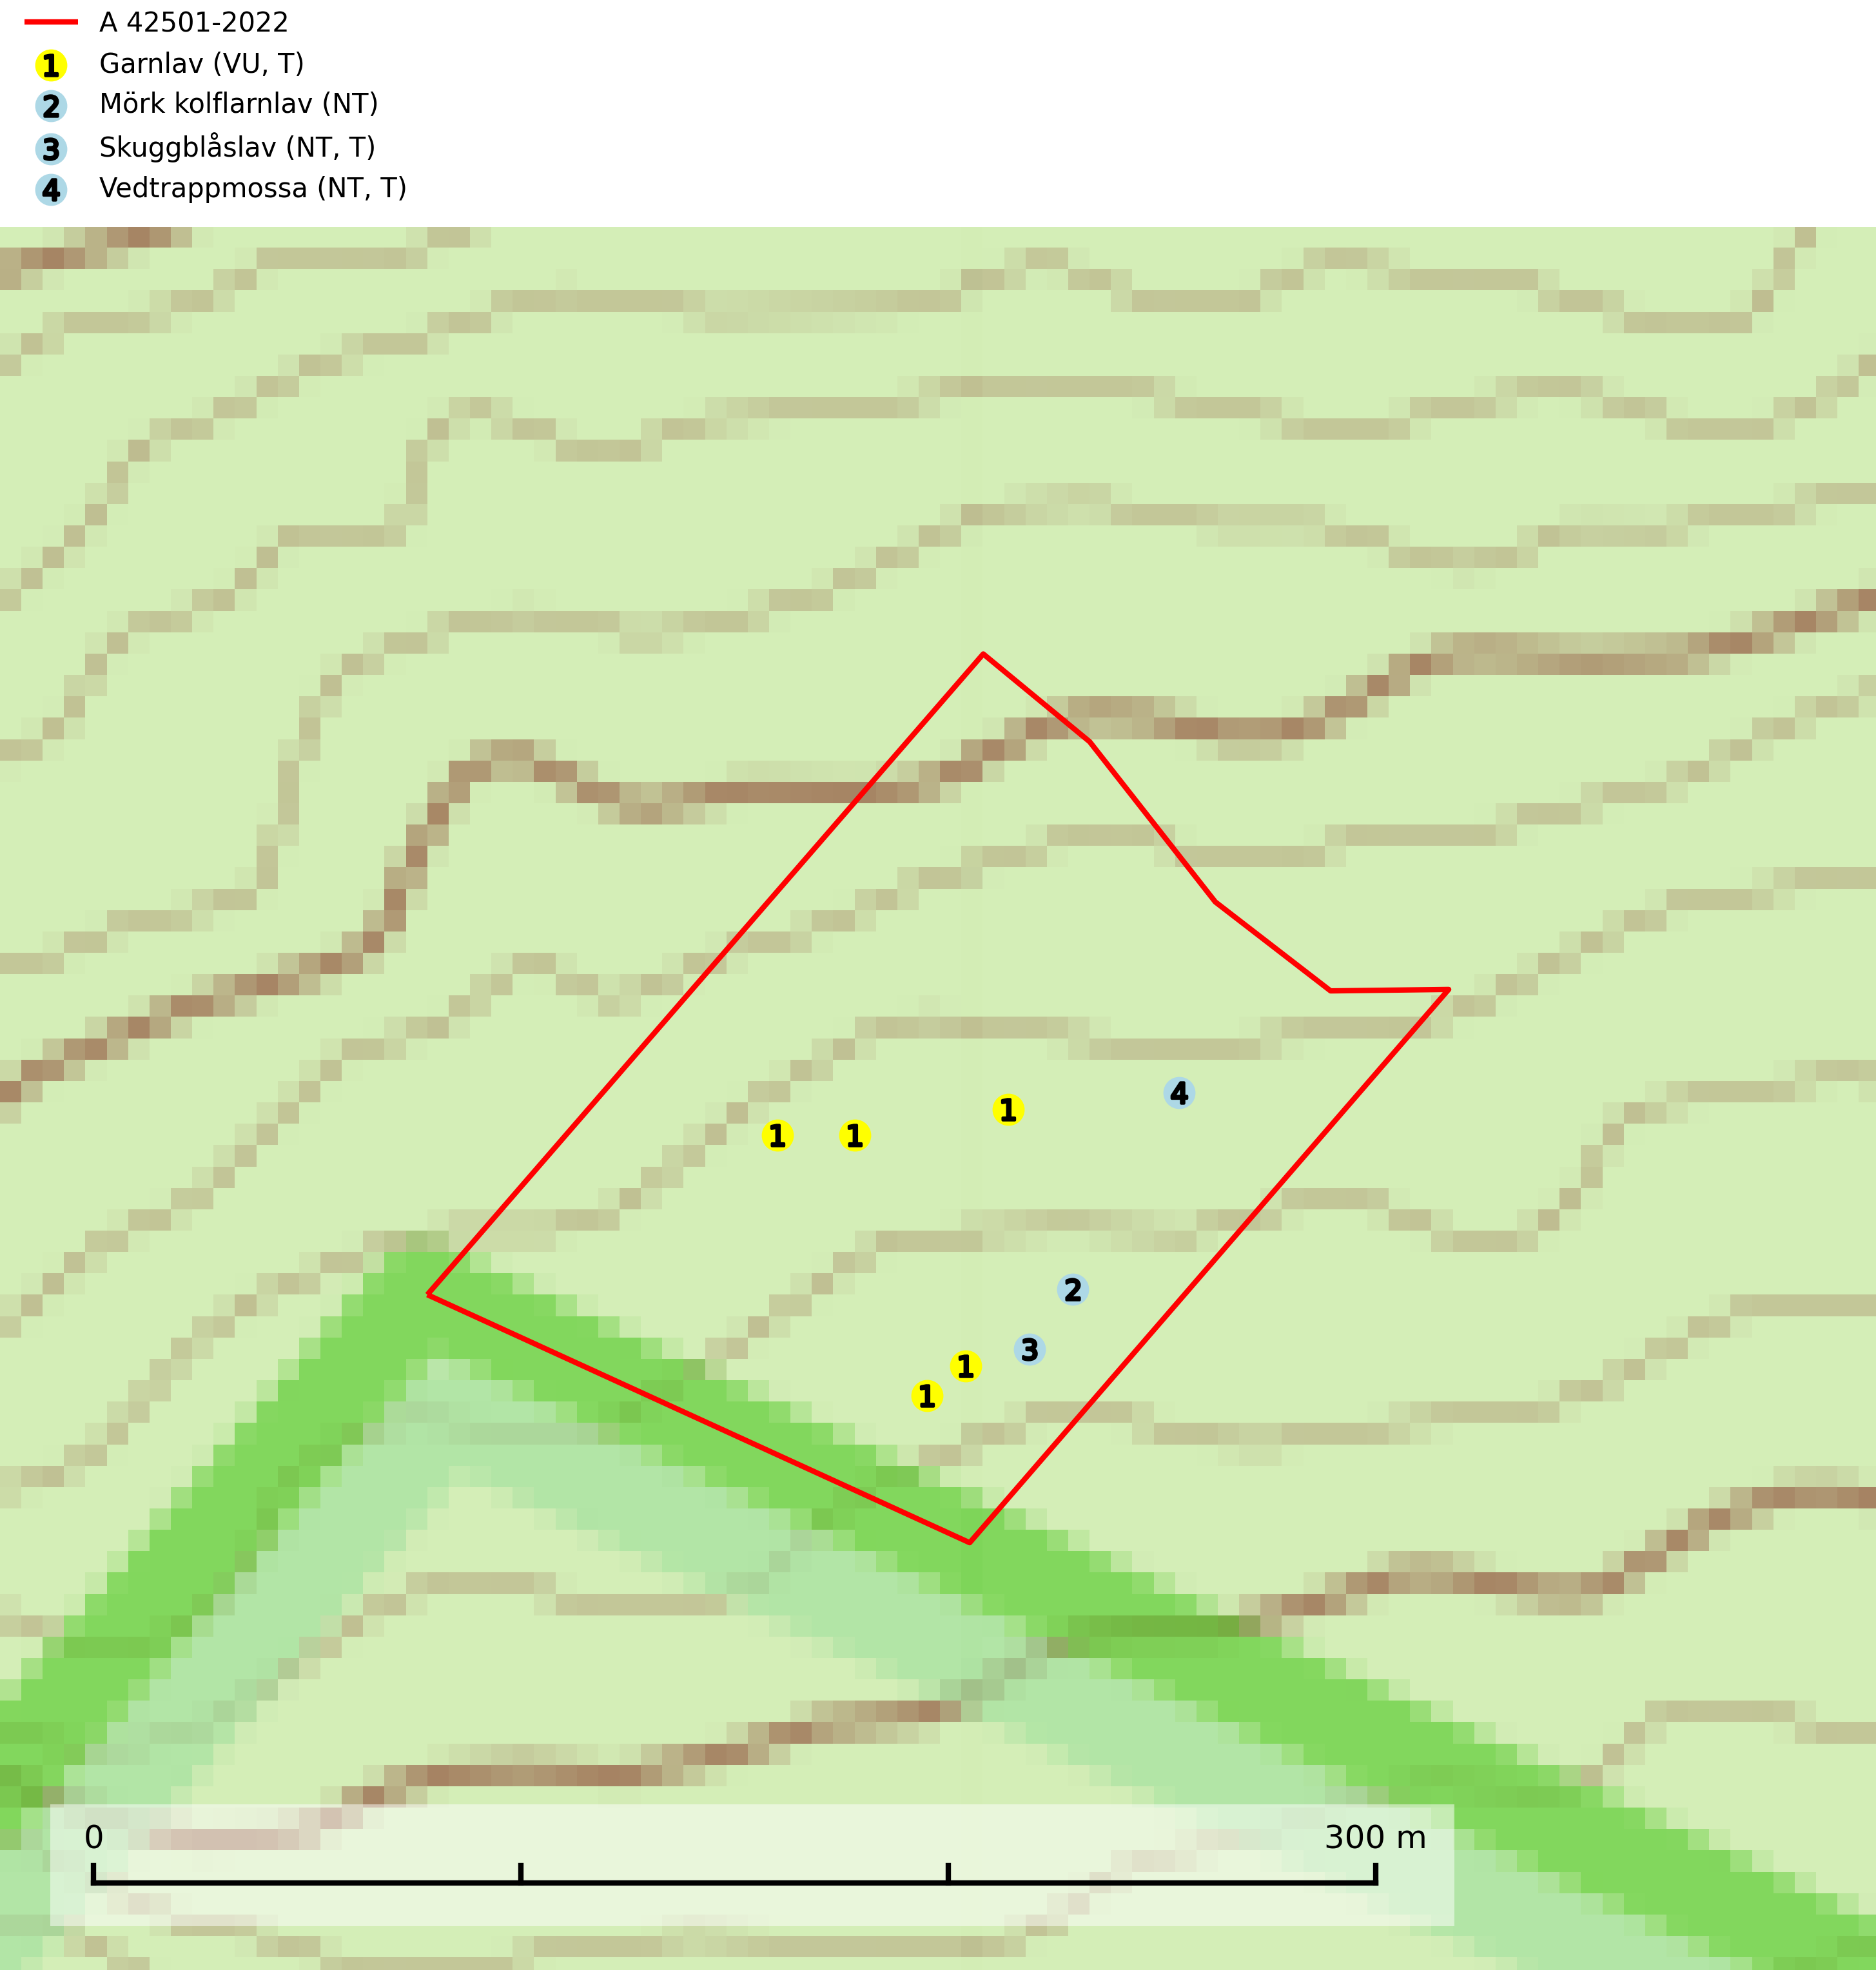 A 42501-2022
1 Garnlav (VU, T)
2 Mörk kolflarnlav (NT)
3 Skuggblåslav (NT, T)
4 Vedtrappmossa (NT, T)
4
1
1 1
2
3
1
1
0 300 m